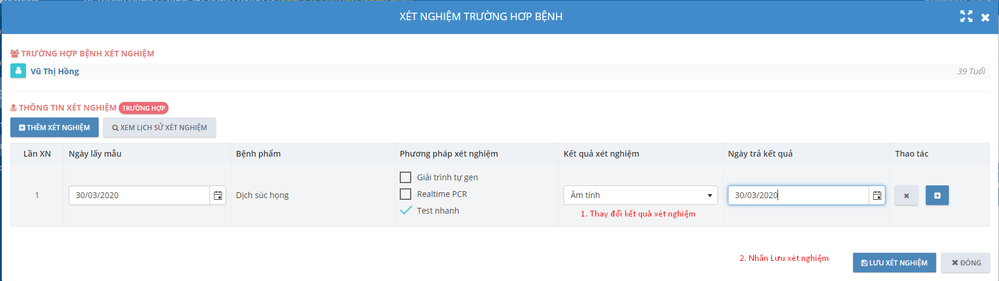 XÉT NGHIỆM TRƯỜNG HƠP BỆNH
TRƯỜNG HỢP BỆNH XÉT NGHIỆM
Vũ Thị Hồng
39 Tuổi
THÔNG TIN XÉT NGHIỆM TRƯỜNG HỢP
THÊM XÉT NGHIỆM
XEM LỊCH SỬ XÉT NGHIỆM
Lần XN
Ngày lấy mẫu
Bệnh phẩm
Phương pháp xét nghiệm
Kết quả xét nghiệm
Ngày trả kết quả
Thao tác
1
30/03/2020
Dịch súc họng
Giải trình tự gen
Realtime PCR
Test nhanh
Âm tính
30/03/2020
1. Thay đổi kết quả xét nghiệm
2. Nhấn Lưu xét nghiệm
LƯU XÉT NGHIỆM
ĐÓNG